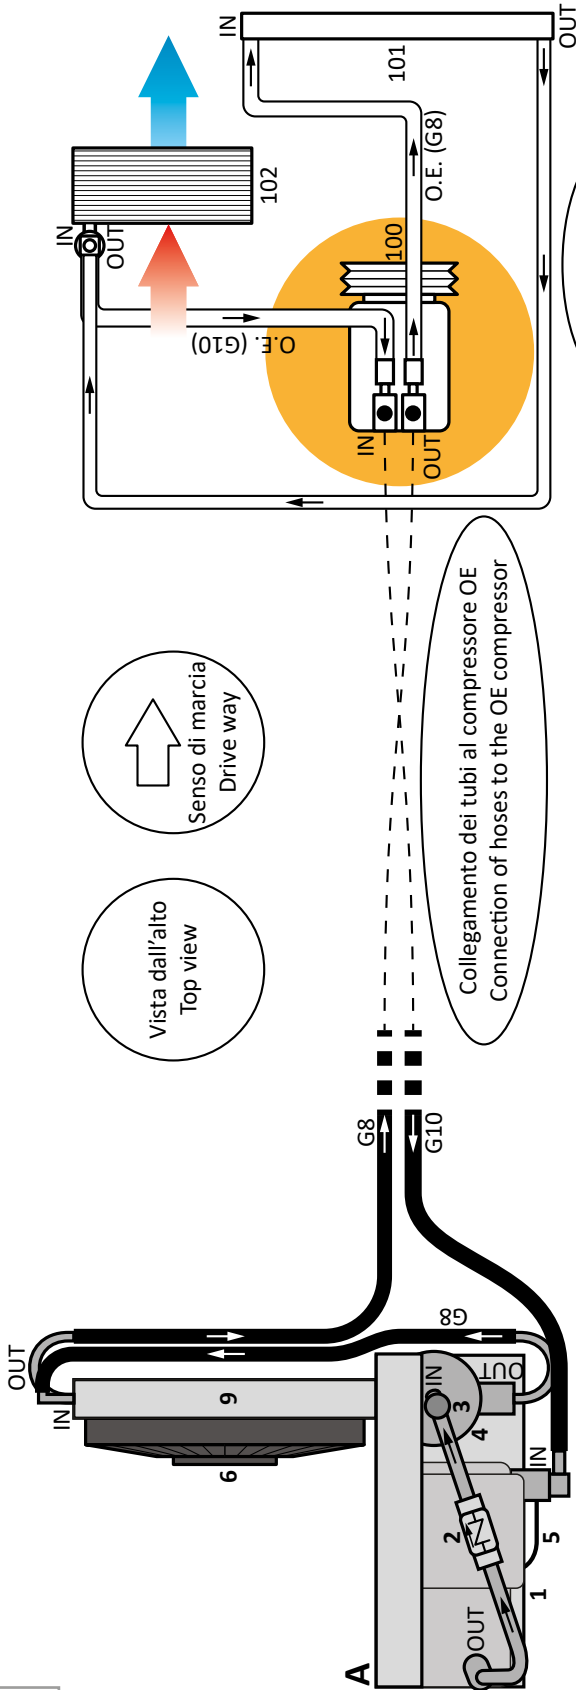 A
OUT
IN
9
6
OUT
IN
3
4
2
OUT
IN
5
1
G8
G8
G10
Vista dall'alto
Top view
Senso di marcia
Drive way
Collegamento dei tubi al compressore OE
Connection of hoses to the OE compressor
IN
OUT
102
O.E. (G10)
IN
OUT
100
O.E. (G8)
IN
101
OUT